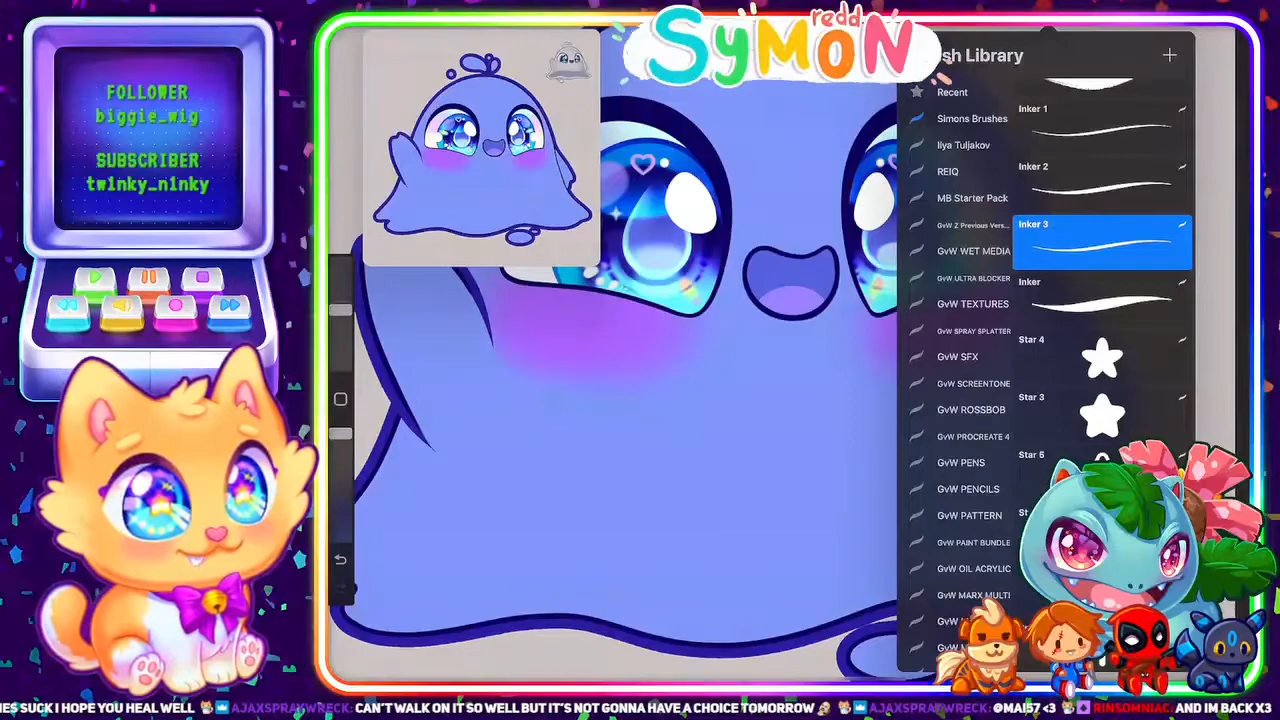 redd
SyMoN
FOLLOWER
biggie_wig
SUBSCRIBER
tw1nky_n1nky
Library
Recent
Simons Brushes
Iiya Tuljakov
REIQ
MB Starter Pack
GvW Z Previous Vers...
GvW WET MEDIA
GvW ULTRA BLOCKER
GvW TEXTURES
GvW SPRAY SPLATTER
GvW SFX
GvW SCREENTONE
GvW ROSSBOB
GvW PROCREATE 4
GvW PENS
GvW PENCILS
GvW PATTERN
GvW PAINT BUNDLE
GvW OIL ACRYLIC
GvW MARX MULTI
Inker 1
Inker 2
Inker 3
Inker
Star 4
Star 3
Star 6
SUCK I HOPE YOU HEAL WELL AJAXSPRAYWRECK: CAN'T WALK ON IT SO WELL BUT IT'S NOT GONNA HAVE A CHOICE TOMORROW AJAXSPRAYWRECK: @MAI57 <3 RINSOMNIAC: AND IM BACK X3